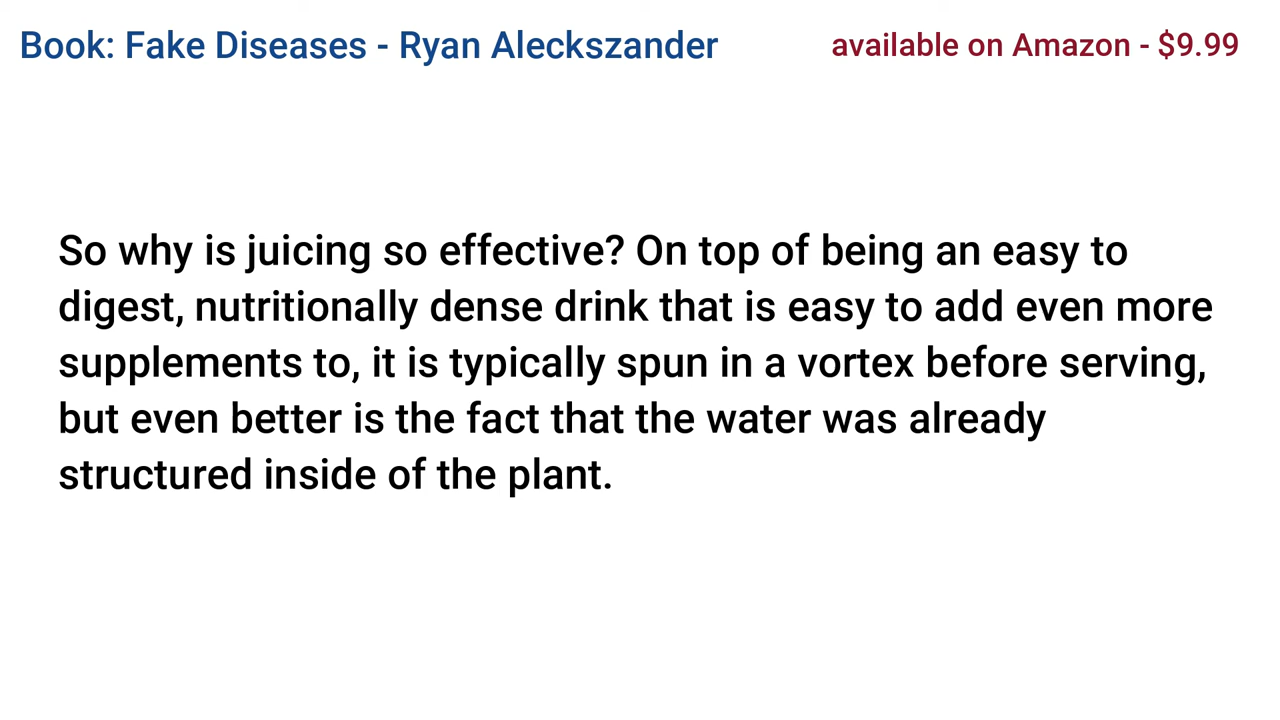 Book: Fake Diseases - Ryan Aleckszander
available on Amazon - $9.99
So why is juicing so effective? On top of being an easy to
digest, nutritionally dense drink that is easy to add even more
supplements to, it is typically spun in a vortex before serving,
but even better is the fact that the water was already
structured inside of the plant.